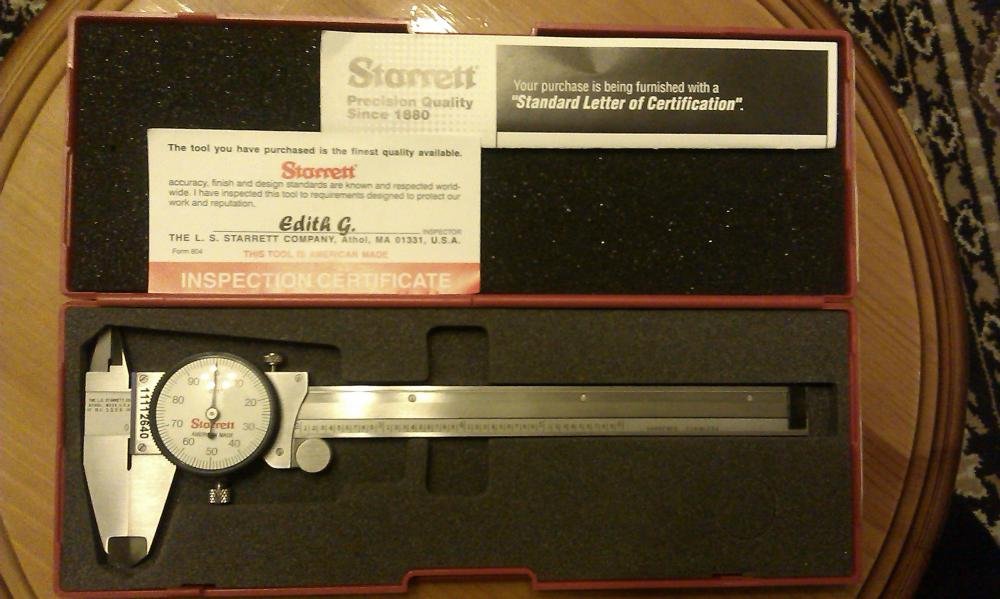 Starrett
Precision Quality
Since 1880
Your purchase is being furnished with a
"Standard Letter of Certification".
The tool you have purchased is the finest quality available.
Starrett
accuracy, finish and design standards are known and respected world-
wide. I have inspected this tool to requirements designed to protect our
work and reputation.
Edith G.
INSPECTOR
THE L. S. STARRETT COMPANY, Athol, MA 01331, U.S.A.
Form 804
THIS TOOL IS AMERICAN MADE
INSPECTION CERTIFICATE
11112640
90
80
70
60
50
40
30
20
Starrett
AMERICAN MADE